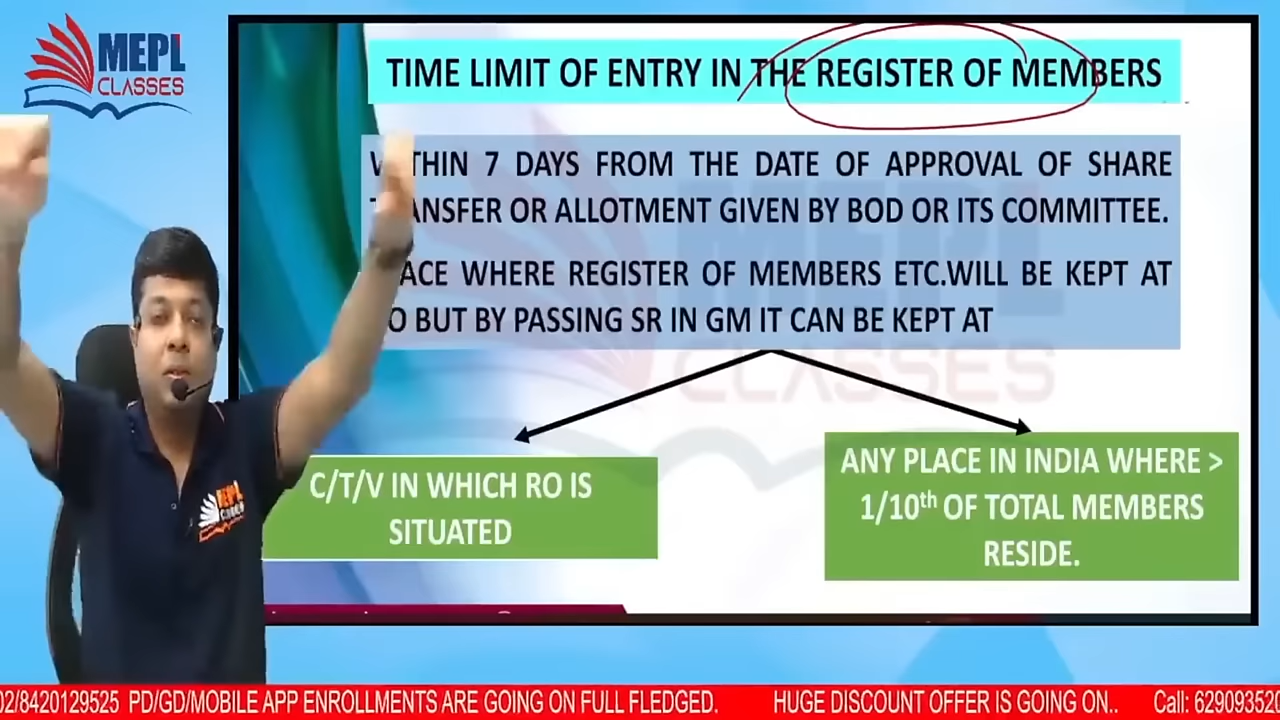 MEPL
CLASSES
TIME LIMIT OF ENTRY IN THE REGISTER OF MEMBERS
WITHIN 7 DAYS FROM THE DATE OF APPROVAL OF SHARE
TRANSFER OR ALLOTMENT GIVEN BY BOD OR ITS COMMITTEE.
WHERE REGISTER OF MEMBERS ETC.WILL BE KEPT AT
BUT BY PASSING SR IN GM IT CAN BE KEPT AT
C/T/V IN WHICH RO IS
SITUATED
ANY PLACE IN INDIA WHERE >
1/10th OF TOTAL MEMBERS
RESIDE.
02/8420129525 PD/GD/MOBILE APP ENROLLMENTS ARE GOING ON FULL FLEDGED. HUGE DISCOUNT OFFER IS GOING ON.. Call: 629093520